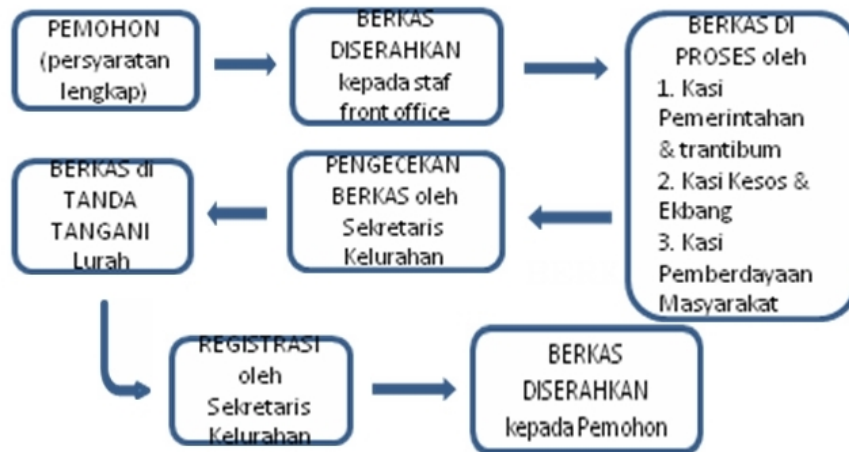 PEMOHON
(persyaratan
lengkap)
BERKAS
DISERAHKAN
kepada staf
front office
BERKAS DI
PROSES oleh
1. Kasi
Pemerintahan
& trantibum
2. Kasi Kesos &
Ekbang
3. Kasi
Pemberdayaan
Masyarakat
PENGECEKAN
BERKAS oleh
Sekretaris
Kelurahan
BERKAS di
TANDA
TANGANI
Lurah
REGISTRASI
oleh
Sekretaris
Kelurahan
BERKAS
DISERAHKAN
kepada Pemohon